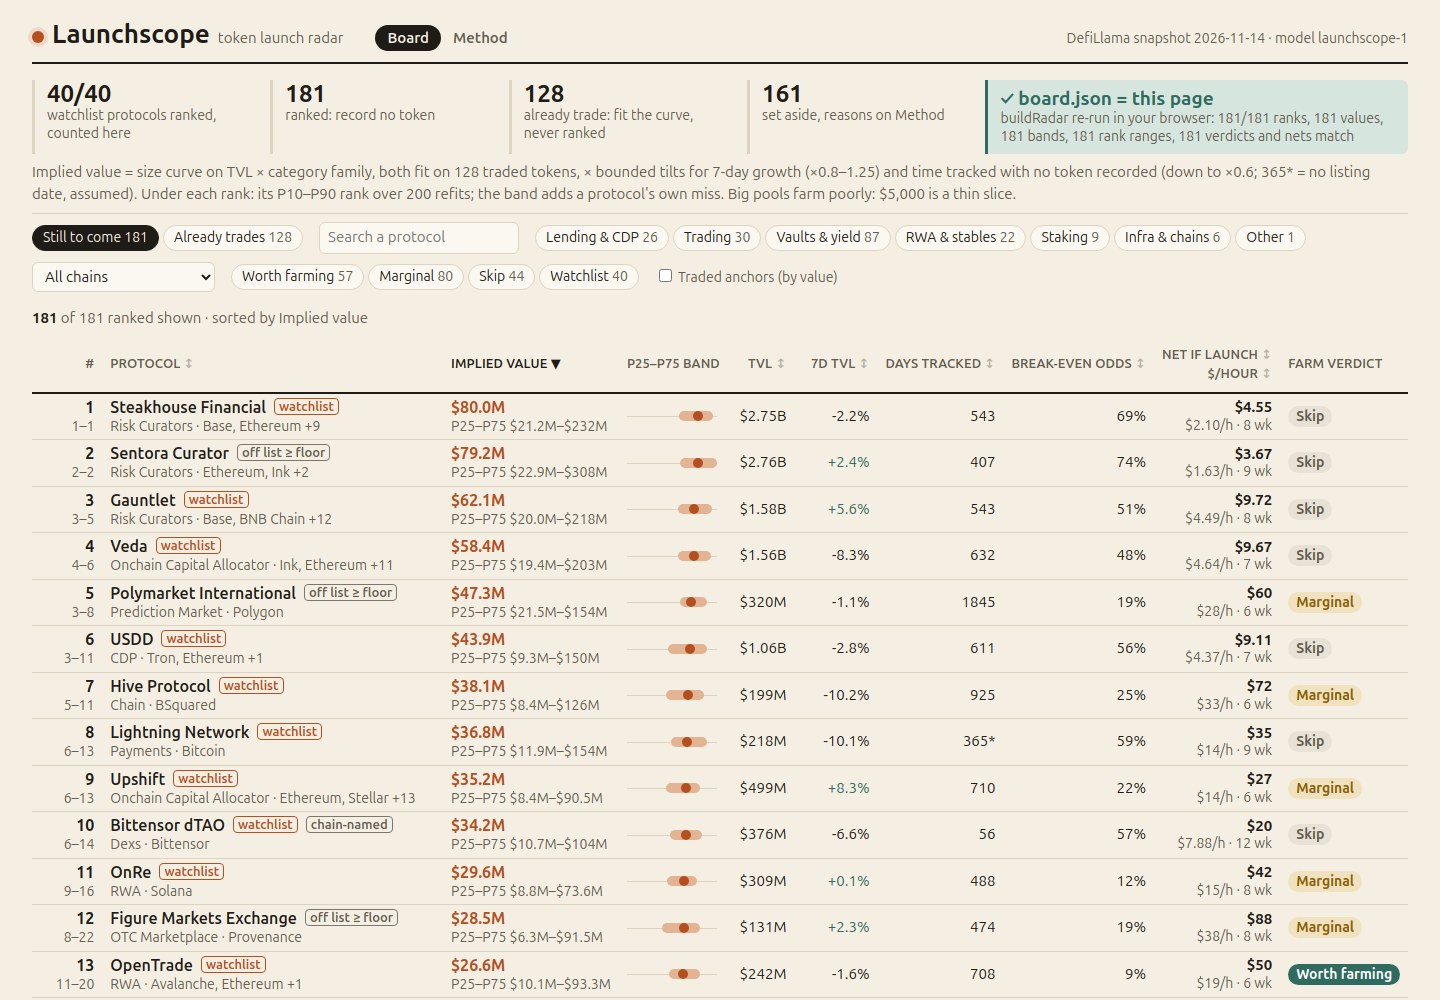 Launchscope token launch radar Board Method DefiLlama snapshot 2026-11-14 · model launchscope-1
40/40
watchlist protocols ranked,
counted here
181
ranked: record no token
128
already trade: fit the curve,
never ranked
161
set aside, reasons on Method
✓ board.json = this page
buildRadar re-run in your browser: 181/181 ranks, 181 values,
181 bands, 181 rank ranges, 181 verdicts and nets match
Implied value = size curve on TVL × category family, both fit on 128 traded tokens, × bounded tilts for 7-day growth (×0.8–1.25) and time tracked with no token recorded (down to ×0.6; 365* = no listing
date, assumed). Under each rank: its P10–P90 rank over 200 refits; the band adds a protocol's own miss. Big pools farm poorly: $5,000 is a thin slice.
Still to come 181 Already trades 128 Search a protocol Lending & CDP 26 Trading 30 Vaults & yield 87 RWA & stables 22 Staking 9 Infra & chains 6 Other 1
All chains Worth farming 57 Marginal 80 Skip 44 Watchlist 40 Traded anchors (by value)
181 of 181 ranked shown · sorted by Implied value
# PROTOCOL ↕ IMPLIED VALUE ▼ P25–P75 BAND TVL ↕ 7D TVL ↕ DAYS TRACKED ↕ BREAK-EVEN ODDS ↕ NET IF LAUNCH ↕ $/HOUR ↕ FARM VERDICT
1 Steakhouse Financial watchlist $80.0M $2.75B -2.2% 543 69% $4.55 Skip
1–1 Risk Curators · Base, Ethereum +9 P25–P75 $21.2M–$232M $2.10/h · 8 wk
2 Sentora Curator off list ≥ floor $79.2M $2.76B +2.4% 407 74% $3.67 Skip
2–2 Risk Curators · Ethereum, Ink +2 P25–P75 $22.9M–$308M $1.63/h · 9 wk
3 Gauntlet watchlist $62.1M $1.58B +5.6% 543 51% $9.72 Skip
3–5 Risk Curators · Base, BNB Chain +12 P25–P75 $20.0M–$218M $4.49/h · 8 wk
4 Veda watchlist $58.4M $1.56B -8.3% 632 48% $9.67 Skip
4–6 Onchain Capital Allocator · Ink, Ethereum +11 P25–P75 $19.4M–$203M $4.64/h · 7 wk
5 Polymarket International off list ≥ floor $47.3M $320M -1.1% 1845 19% $60 Marginal
3–8 Prediction Market · Polygon P25–P75 $21.5M–$154M $28/h · 6 wk
6 USDD watchlist $43.9M $1.06B -2.8% 611 56% $9.11 Skip
3–11 CDP · Tron, Ethereum +1 P25–P75 $9.3M–$150M $4.37/h · 7 wk
7 Hive Protocol watchlist $38.1M $199M -10.2% 925 25% $72 Marginal
5–11 Chain · BSquared P25–P75 $8.4M–$126M $33/h · 6 wk
8 Lightning Network watchlist $36.8M $218M -10.1% 365* 59% $35 Skip
6–13 Payments · Bitcoin P25–P75 $11.9M–$154M $14/h · 9 wk
9 Upshift watchlist $35.2M $499M +8.3% 710 22% $27 Marginal
6–13 Onchain Capital Allocator · Ethereum, Stellar +13 P25–P75 $8.4M–$90.5M $14/h · 6 wk
10 Bittensor dTAO watchlist chain-named $34.2M $376M -6.6% 56 57% $20 Skip
6–14 Dexs · Bittensor P25–P75 $10.7M–$104M $7.88/h · 12 wk
11 OnRe watchlist $29.6M $309M +0.1% 488 12% $42 Marginal
9–16 RWA · Solana P25–P75 $8.8M–$73.6M $15/h · 8 wk
12 Figure Markets Exchange off list ≥ floor $28.5M $131M +2.3% 474 19% $88 Marginal
8–22 OTC Marketplace · Provenance P25–P75 $6.3M–$91.5M $38/h · 8 wk
13 OpenTrade watchlist $26.6M $242M -1.6% 708 9% $50 Worth farming
11–20 RWA · Avalanche, Ethereum +1 P25–P75 $10.1M–$93.3M $19/h · 6 wk